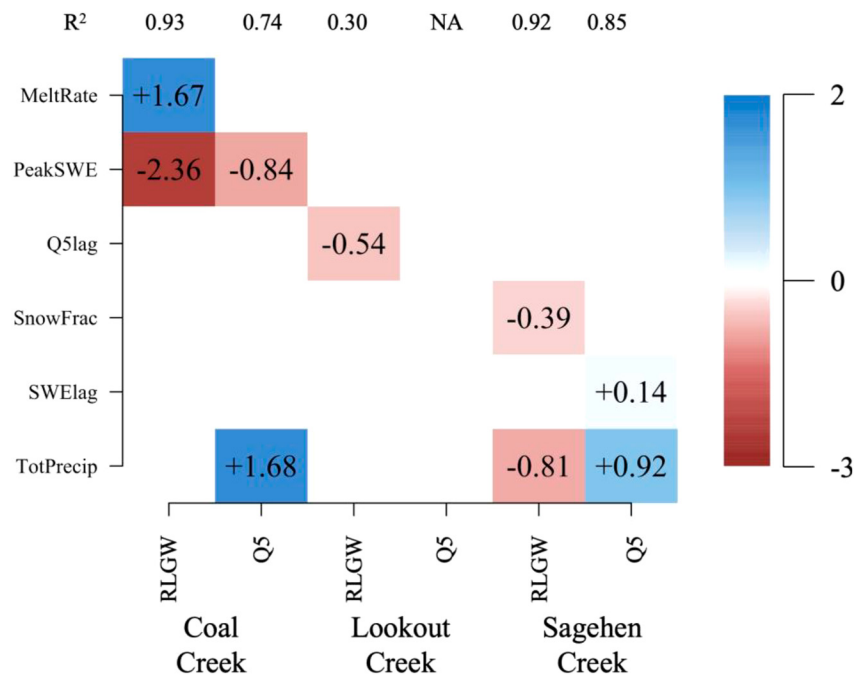 R² 0.93 0.74 0.30 NA 0.92 0.85
MeltRate +1.67 2
PeakSWE -2.36 -0.84
Q5lag -0.54
0
SnowFrac -0.39
SWElag +0.14
TotPrecip +1.68 -0.81 +0.92 -3
RLGW Q5 RLGW Q5 RLGW Q5
Coal Lookout Sagehen
Creek Creek Creek